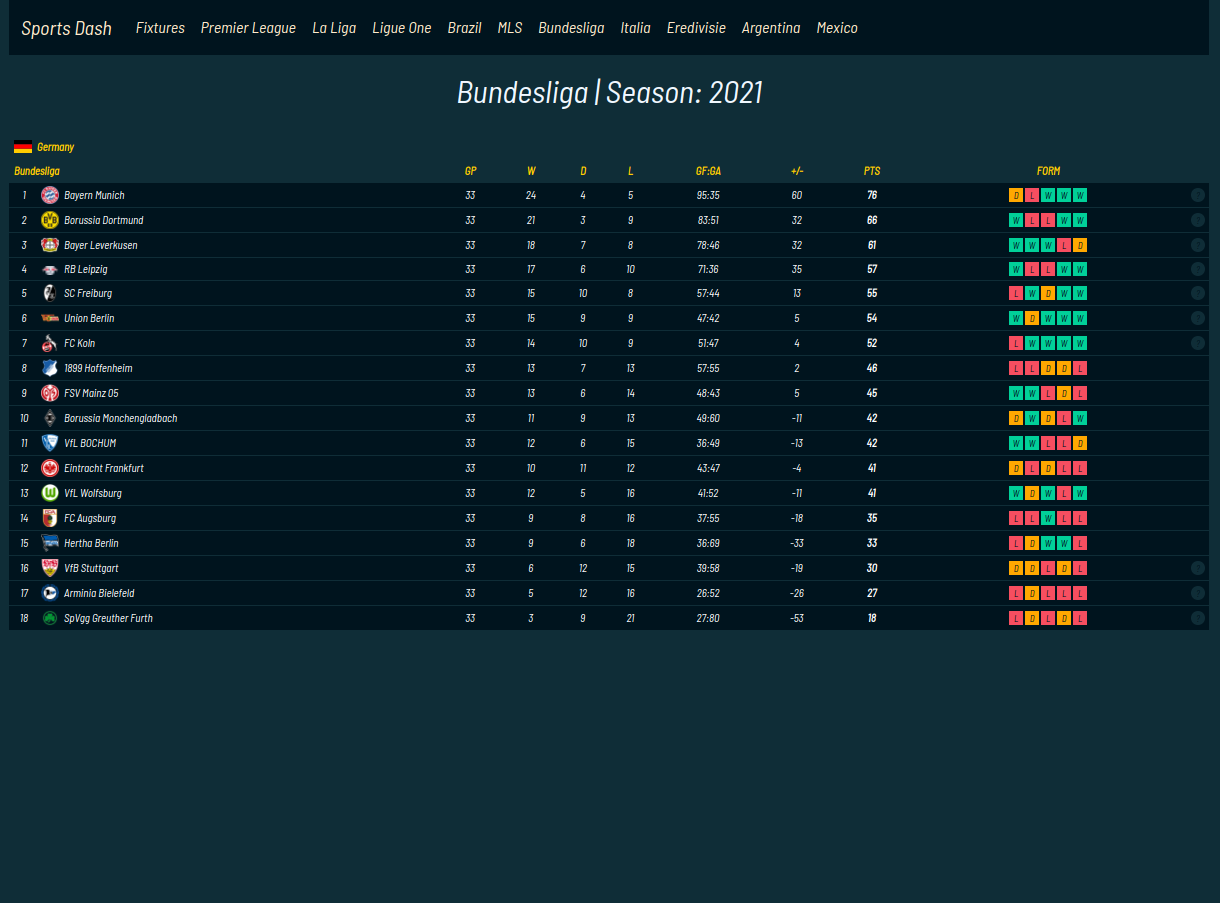 Sports Dash Fixtures Premier League La Liga Ligue One Brazil MLS Bundesliga Italia Eredivisie Argentina Mexico
Bundesliga | Season: 2021
Germany
Bundesliga GP W D L GF:GA +/- PTS FORM
1 Bayern Munich 33 24 4 5 95:35 60 76 D L W W W ?
2 Borussia Dortmund 33 21 3 9 83:51 32 66 W L L W W ?
3 Bayer Leverkusen 33 18 7 8 78:46 32 61 W W W L D ?
4 RB Leipzig 33 17 6 10 71:36 35 57 W L L W W ?
5 SC Freiburg 33 15 10 8 57:44 13 55 L W D W W ?
6 Union Berlin 33 15 9 9 47:42 5 54 W D W W W ?
7 FC Koln 33 14 10 9 51:47 4 52 L W W W W ?
8 1899 Hoffenheim 33 13 7 13 57:55 2 46 L L D D L
9 FSV Mainz 05 33 13 6 14 48:43 5 45 W W L D L
10 Borussia Monchengladbach 33 11 9 13 49:60 -11 42 D W D L W
11 VfL BOCHUM 33 12 6 15 36:49 -13 42 W W L L D
12 Eintracht Frankfurt 33 10 11 12 43:47 -4 41 D L D L L
13 VfL Wolfsburg 33 12 5 16 41:52 -11 41 W D W L W
14 FC Augsburg 33 9 8 16 37:55 -18 35 L L W L L
15 Hertha Berlin 33 9 6 18 36:69 -33 33 L D W W L
16 VfB Stuttgart 33 6 12 15 39:58 -19 30 D D L D L ?
17 Arminia Bielefeld 33 5 12 16 26:52 -26 27 L D L L L ?
18 SpVgg Greuther Furth 33 3 9 21 27:80 -53 18 L D L D L ?